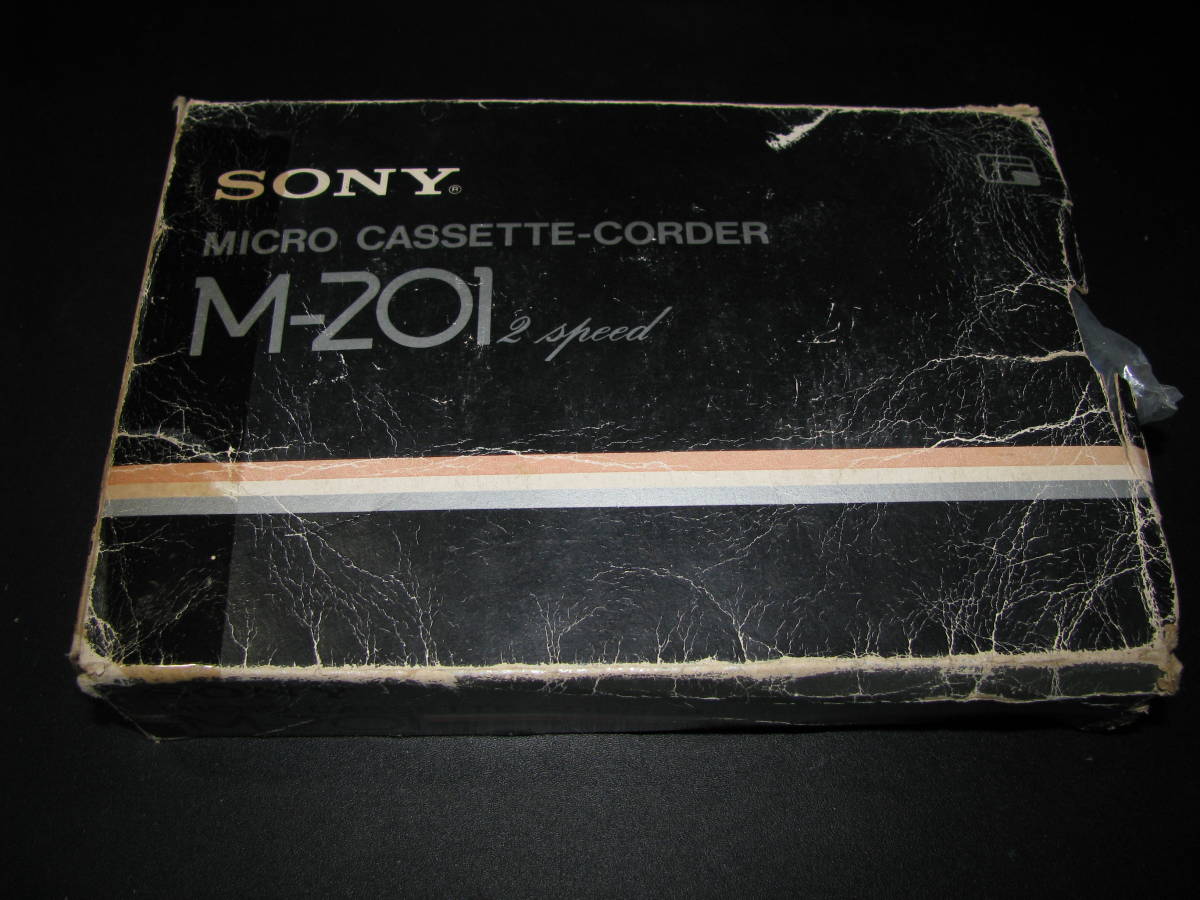 SONY®
MICRO CASSETTE-CORDER
M-201 2 speed